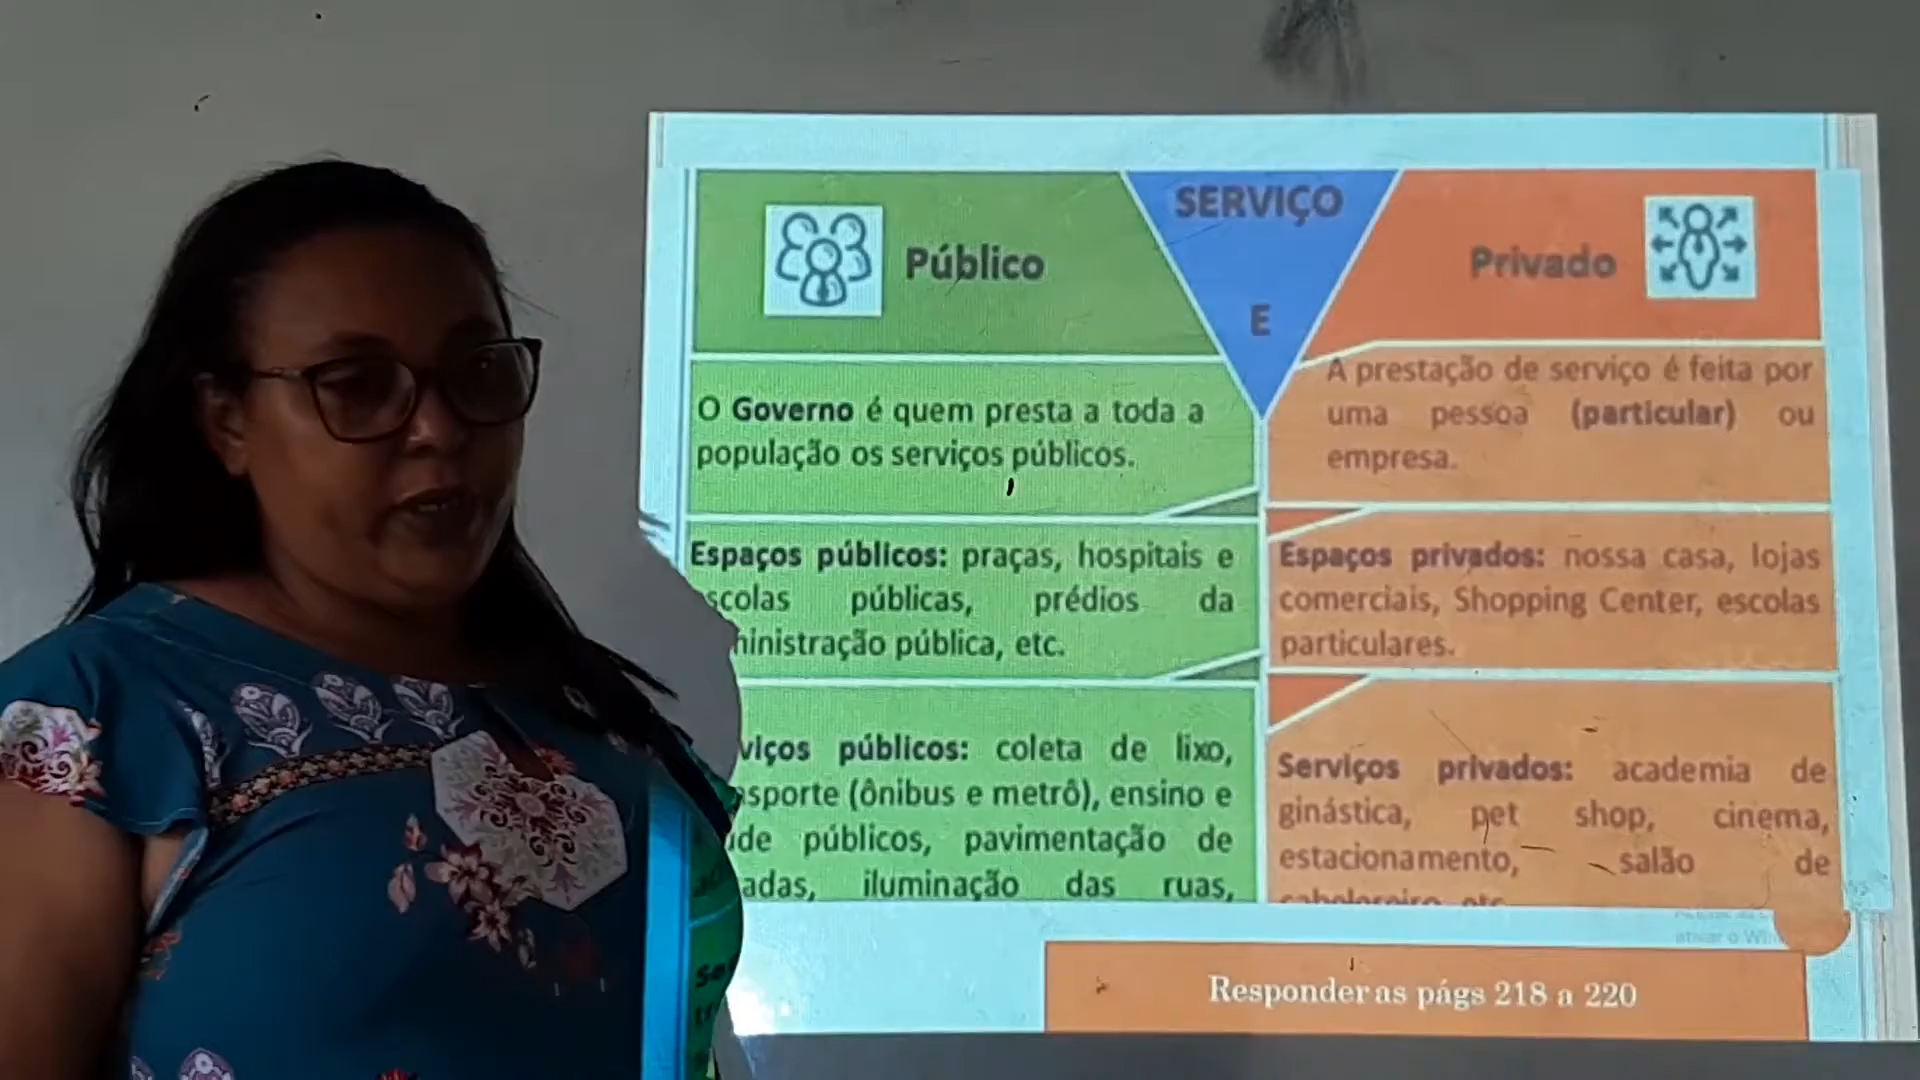 SERVIÇO
Público
E
Privado
O Governo é quem presta a toda a
população os serviços públicos.
Espaços públicos: praças, hospitais e
scolas públicas, prédios da
ministração pública, etc.
viços públicos: coleta de lixo,
sporte (ônibus e metrô), ensino e
de públicos, pavimentação de
adas, iluminação das ruas,
A prestação de serviço é feita por
uma pessoa (particular) ou
empresa.
Espaços privados: nossa casa, lojas
comerciais, Shopping Center, escolas
particulares.
Serviços privados: academia de
ginástica, pet shop, cinema,
estacionamento, salão de
Responder as págs 218 a 220